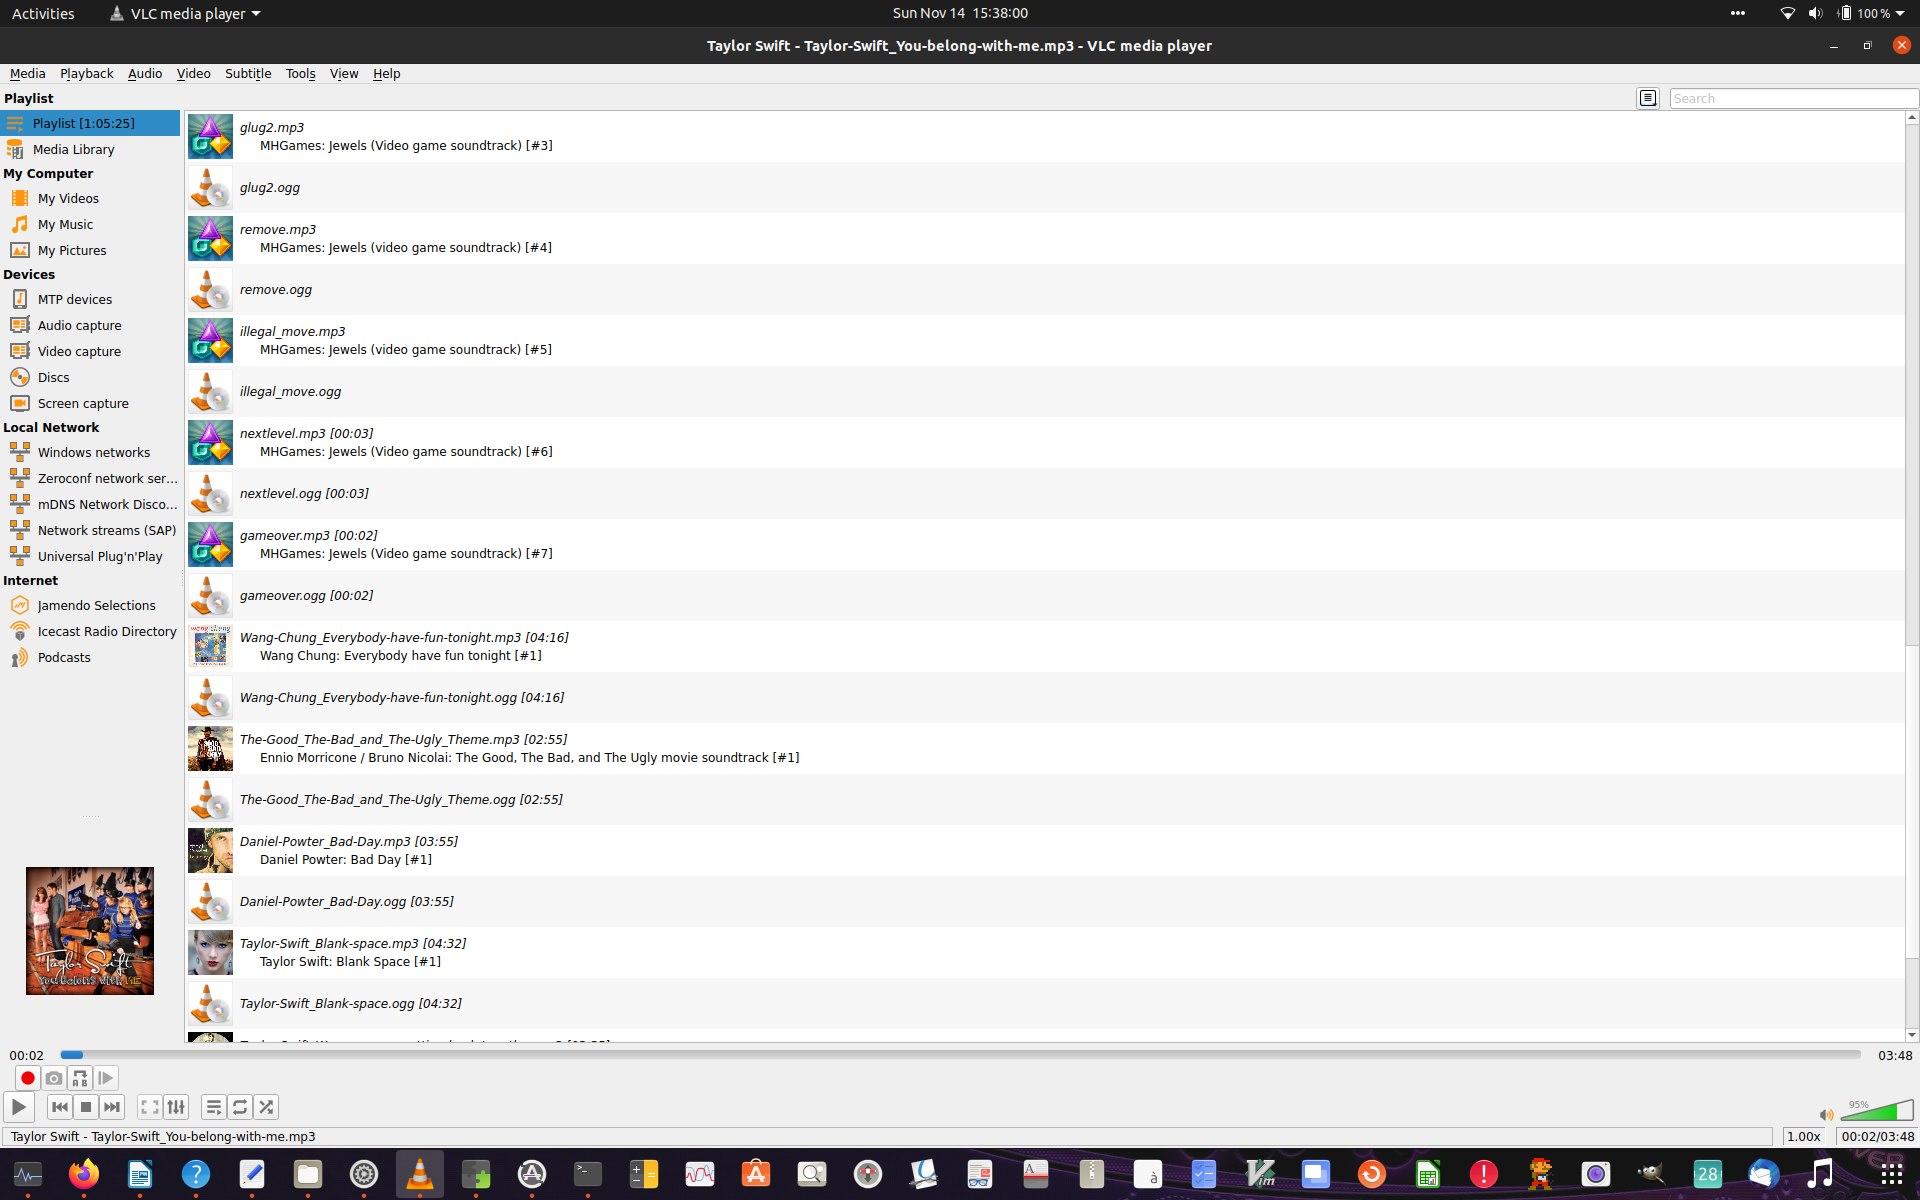 Activities
VLC media player
Sun Nov 14 15:38:00
100 %
Taylor Swift - Taylor-Swift_You-belong-with-me.mp3 - VLC media player
Media Playback Audio Video Subtitle Tools View Help
Playlist
Search
Playlist [1:05:25]
Media Library
My Computer
My Videos
My Music
My Pictures
Devices
MTP devices
Audio capture
Video capture
Discs
Screen capture
Local Network
Windows networks
Zeroconf network ser...
mDNS Network Disco...
Network streams (SAP)
Universal Plug'n'Play
Internet
Jamendo Selections
Icecast Radio Directory
Podcasts
glug2.mp3
MHGames: Jewels (Video game soundtrack) [#3]
glug2.ogg
remove.mp3
MHGames: Jewels (video game soundtrack) [#4]
remove.ogg
illegal_move.mp3
MHGames: Jewels (video game soundtrack) [#5]
illegal_move.ogg
nextlevel.mp3 [00:03]
MHGames: Jewels (Video game soundtrack) [#6]
nextlevel.ogg [00:03]
gameover.mp3 [00:02]
MHGames: Jewels (Video game soundtrack) [#7]
gameover.ogg [00:02]
Wang-Chung_Everybody-have-fun-tonight.mp3 [04:16]
Wang Chung: Everybody have fun tonight [#1]
Wang-Chung_Everybody-have-fun-tonight.ogg [04:16]
The-Good_The-Bad_and_The-Ugly_Theme.mp3 [02:55]
Ennio Morricone / Bruno Nicolai: The Good, The Bad, and The Ugly movie soundtrack [#1]
The-Good_The-Bad_and_The-Ugly_Theme.ogg [02:55]
Daniel-Powter_Bad-Day.mp3 [03:55]
Daniel Powter: Bad Day [#1]
Daniel-Powter_Bad-Day.ogg [03:55]
Taylor-Swift_Blank-space.mp3 [04:32]
Taylor Swift: Blank Space [#1]
Taylor-Swift_Blank-space.ogg [04:32]
Taylor Swift
You Belong With Me
00:02
03:48
A B
95%
Taylor Swift - Taylor-Swift_You-belong-with-me.mp3
1.00x
00:02/03:48
28